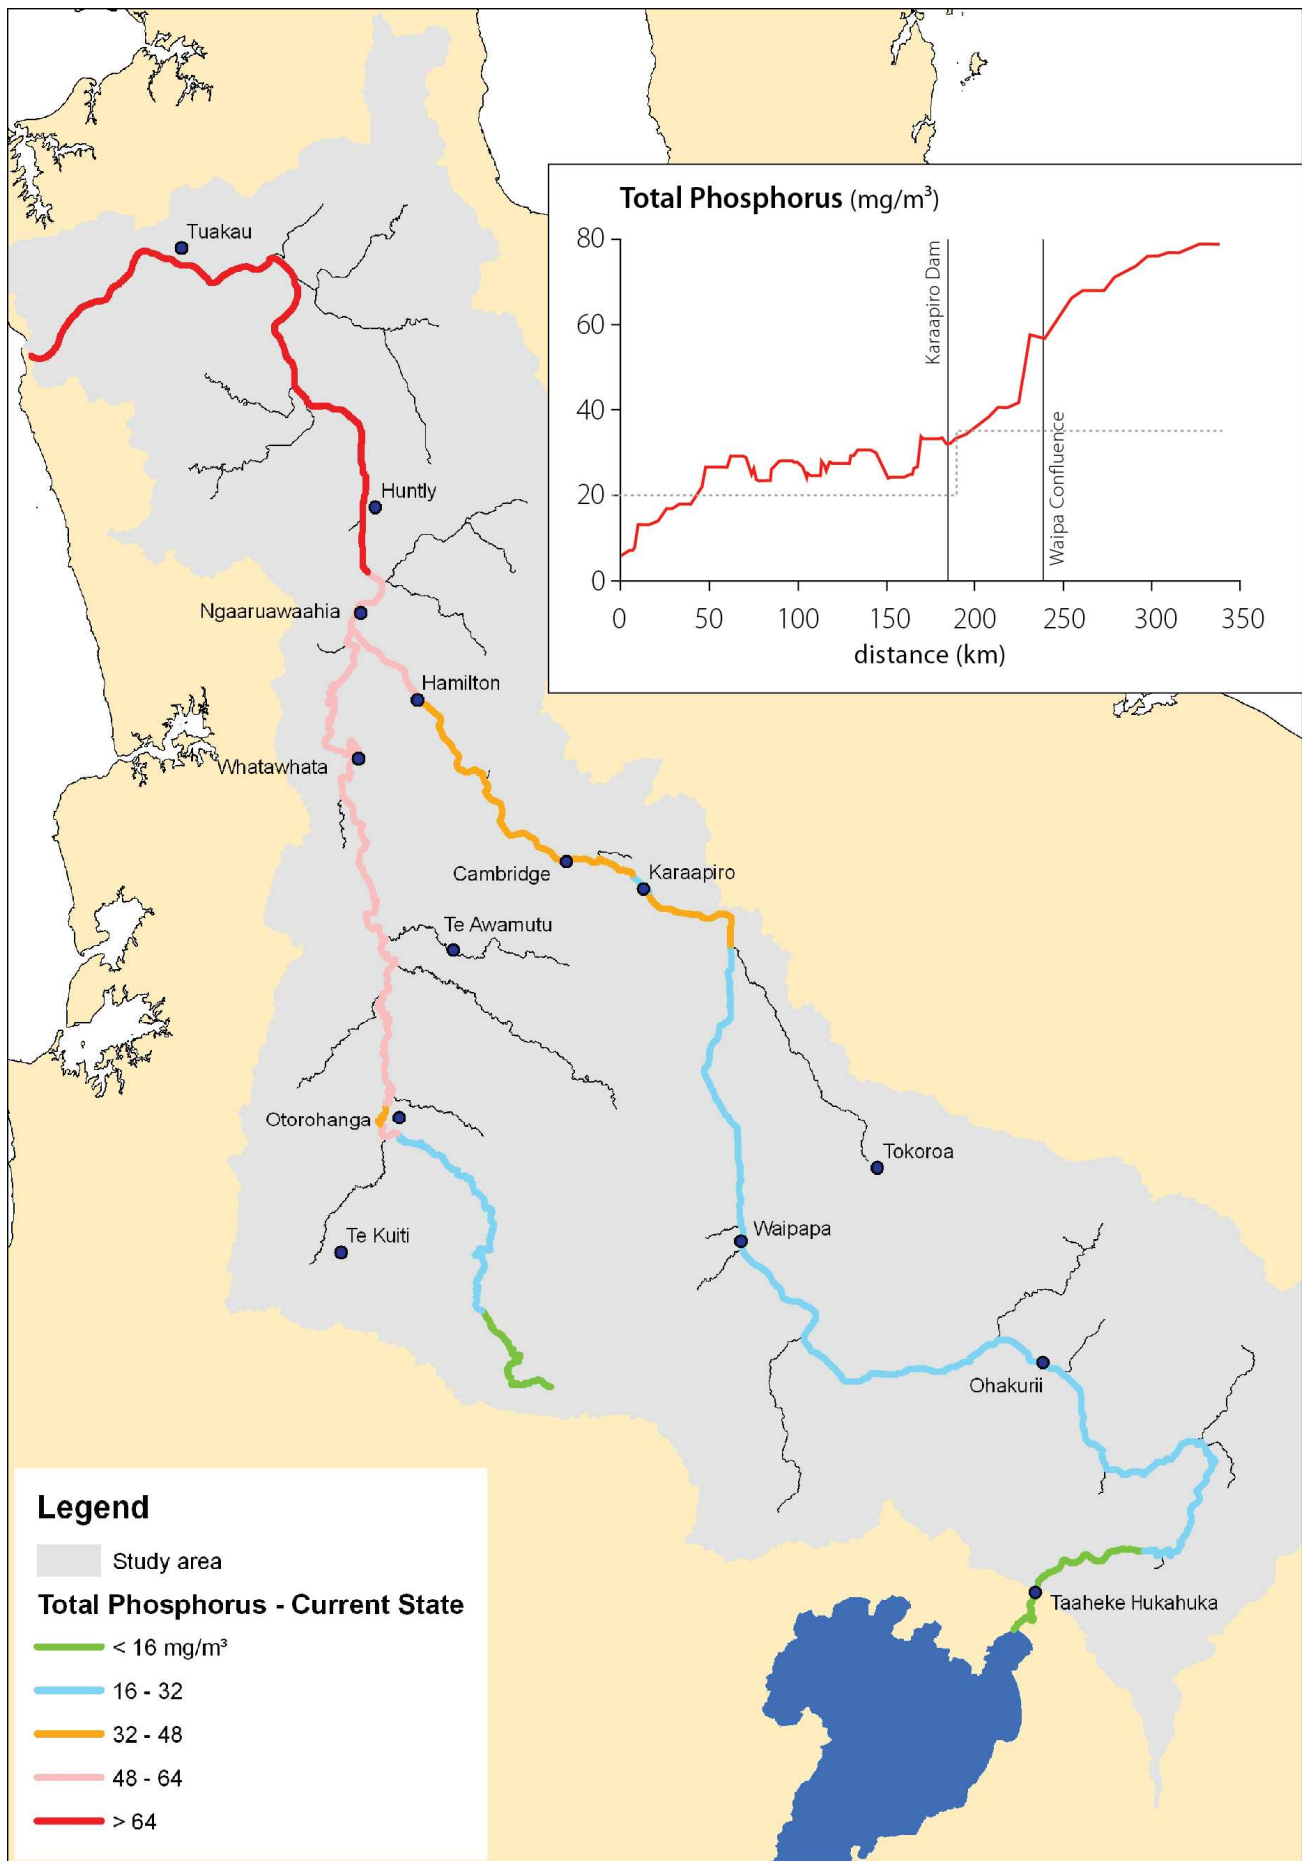 Tuakau
Total Phosphorus (mg/m³)
80
60
40
20
0
0 50 100 150 200 250 300 350
distance (km)
Karaapiro Dam
Waipa Confluence
Huntly
Ngaaruawaahia
Hamilton
Whatawhata
Cambridge
Karaapiro
Te Awamutu
Otorohanga
Tokoroa
Te Kuiti
Waipapa
Ohakurii
Taaheke Hukahuka
Legend
Study area
Total Phosphorus - Current State
< 16 mg/m³
16 - 32
32 - 48
48 - 64
> 64